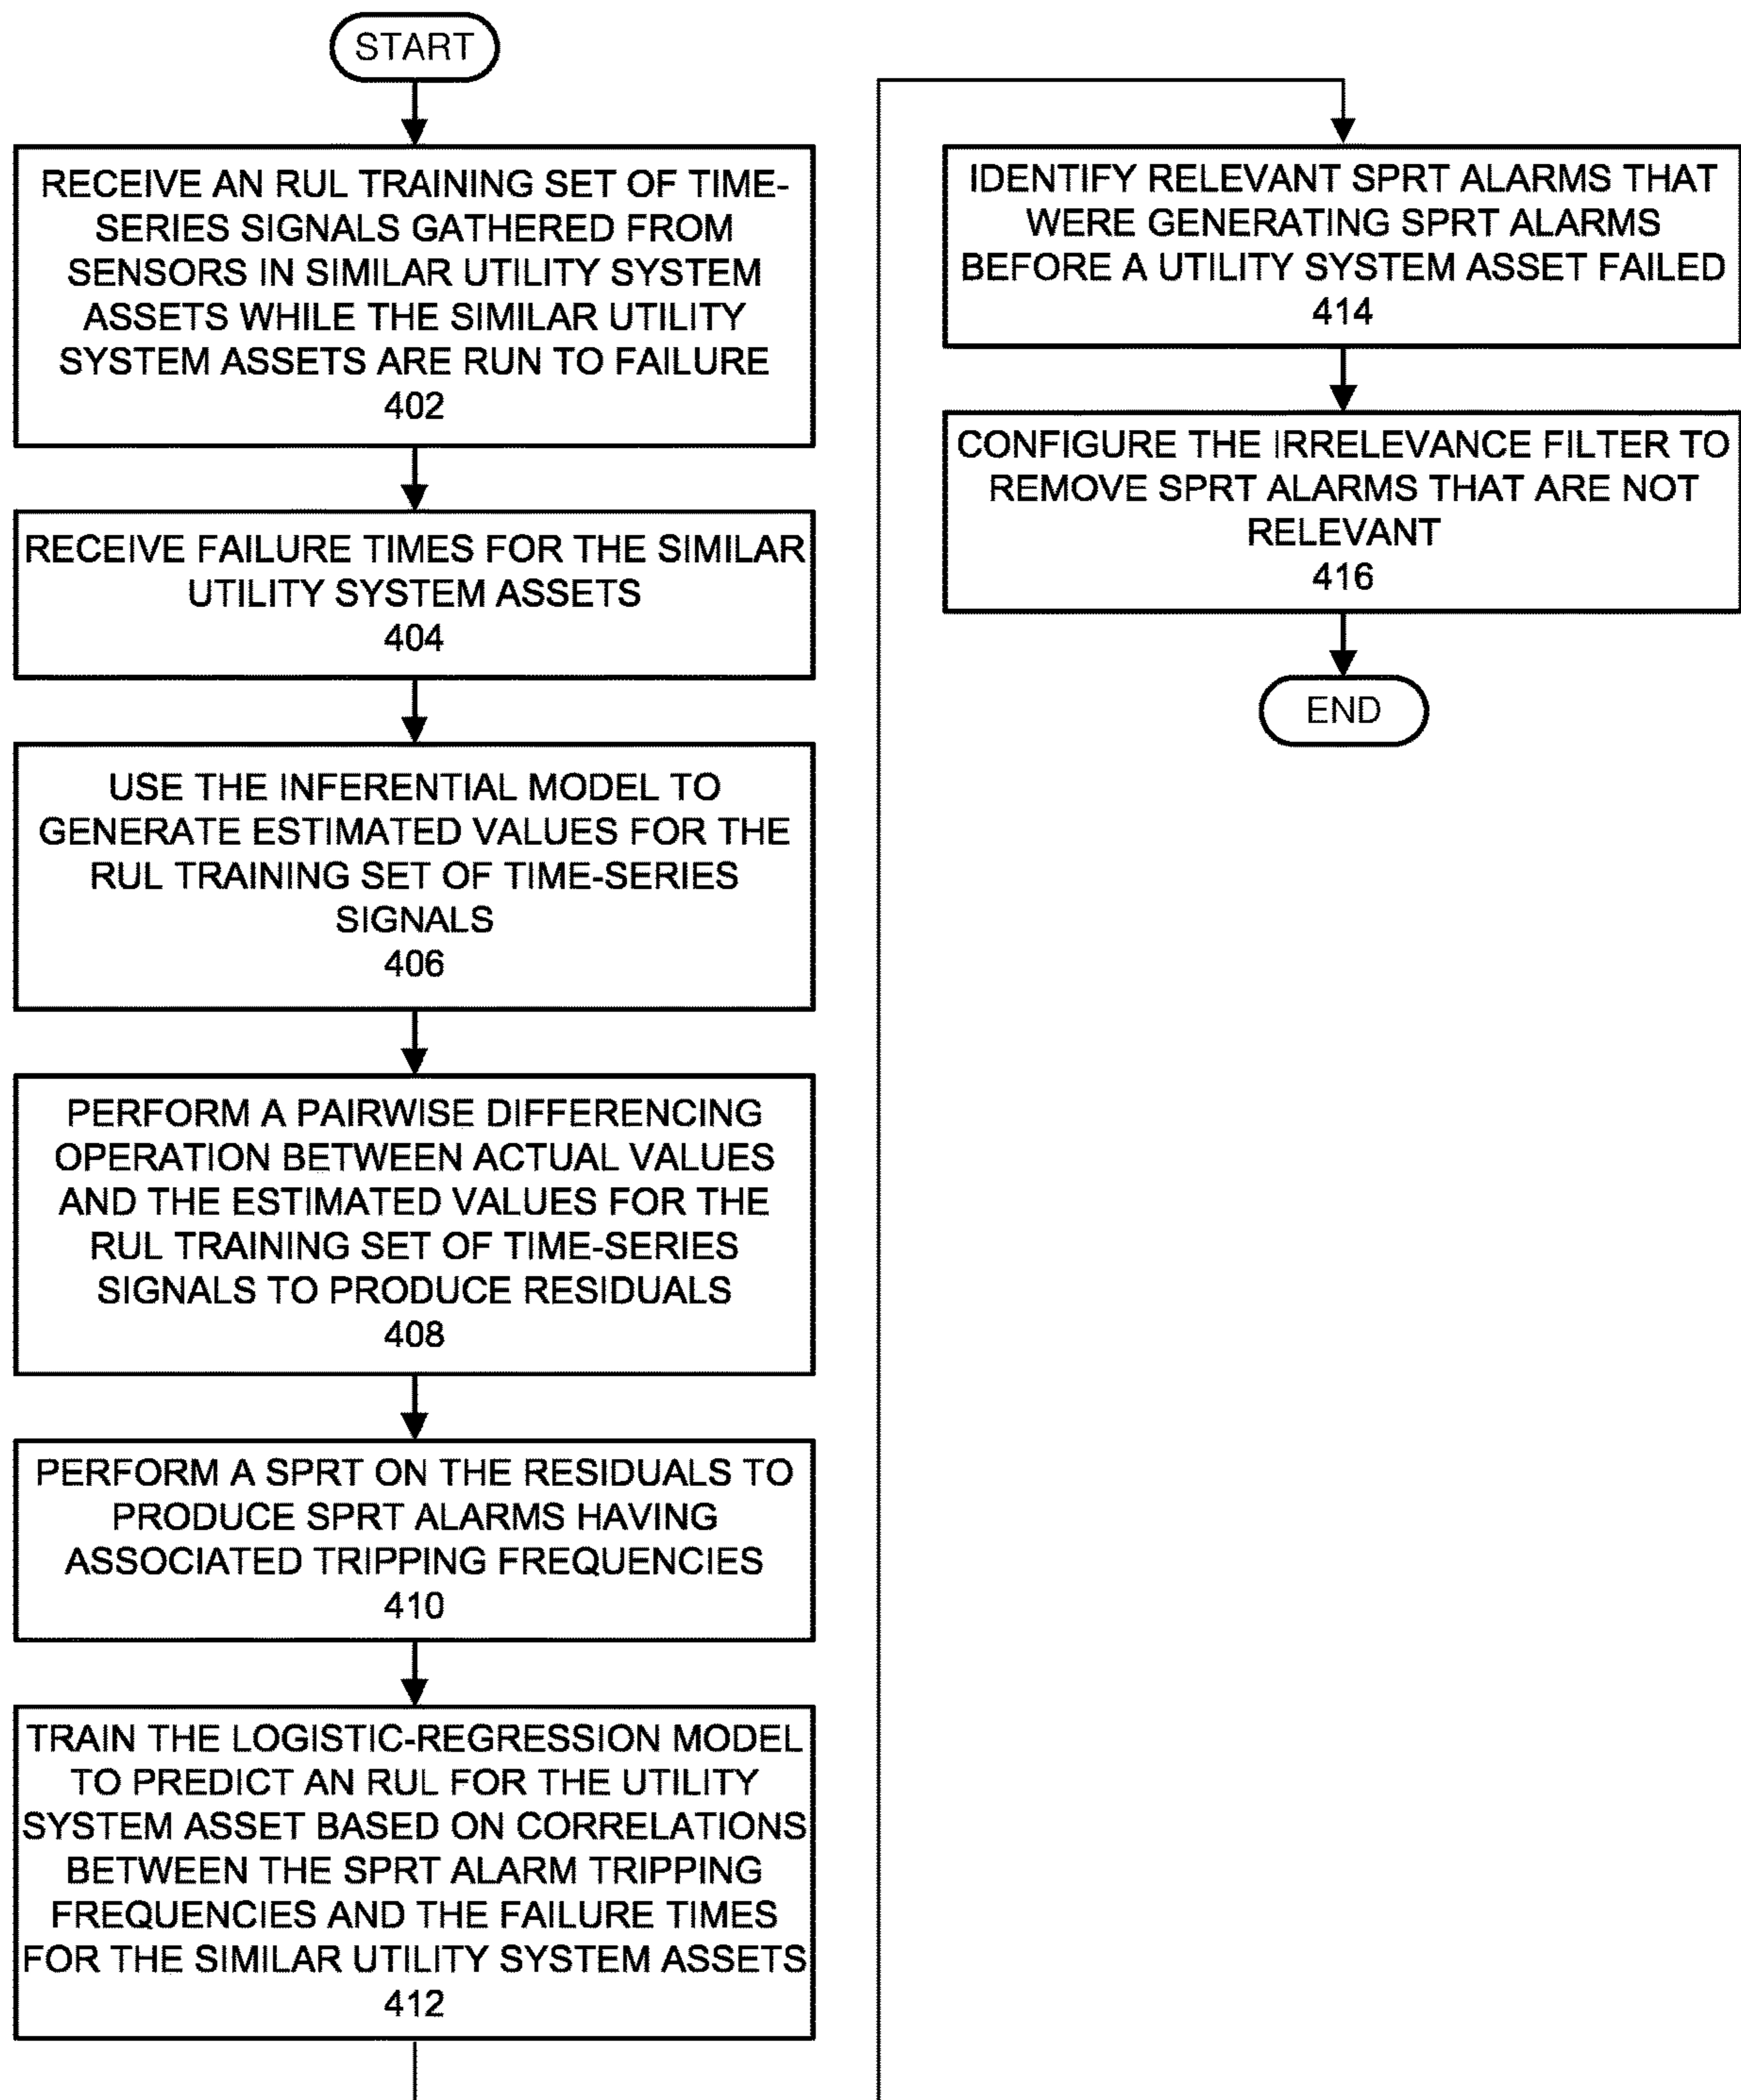 START
RECEIVE AN RUL TRAINING SET OF TIME-
SERIES SIGNALS GATHERED FROM
SENSORS IN SIMILAR UTILITY SYSTEM
ASSETS WHILE THE SIMILAR UTILITY
SYSTEM ASSETS ARE RUN TO FAILURE
402
RECEIVE FAILURE TIMES FOR THE SIMILAR
UTILITY SYSTEM ASSETS
404
USE THE INFERENTIAL MODEL TO
GENERATE ESTIMATED VALUES FOR THE
RUL TRAINING SET OF TIME-SERIES
SIGNALS
406
PERFORM A PAIRWISE DIFFERENCING
OPERATION BETWEEN ACTUAL VALUES
AND THE ESTIMATED VALUES FOR THE
RUL TRAINING SET OF TIME-SERIES
SIGNALS TO PRODUCE RESIDUALS
408
PERFORM A SPRT ON THE RESIDUALS TO
PRODUCE SPRT ALARMS HAVING
ASSOCIATED TRIPPING FREQUENCIES
410
TRAIN THE LOGISTIC-REGRESSION MODEL
TO PREDICT AN RUL FOR THE UTILITY
SYSTEM ASSET BASED ON CORRELATIONS
BETWEEN THE SPRT ALARM TRIPPING
FREQUENCIES AND THE FAILURE TIMES
FOR THE SIMILAR UTILITY SYSTEM ASSETS
412
IDENTIFY RELEVANT SPRT ALARMS THAT
WERE GENERATING SPRT ALARMS
BEFORE A UTILITY SYSTEM ASSET FAILED
414
CONFIGURE THE IRRELEVANCE FILTER TO
REMOVE SPRT ALARMS THAT ARE NOT
RELEVANT
416
END